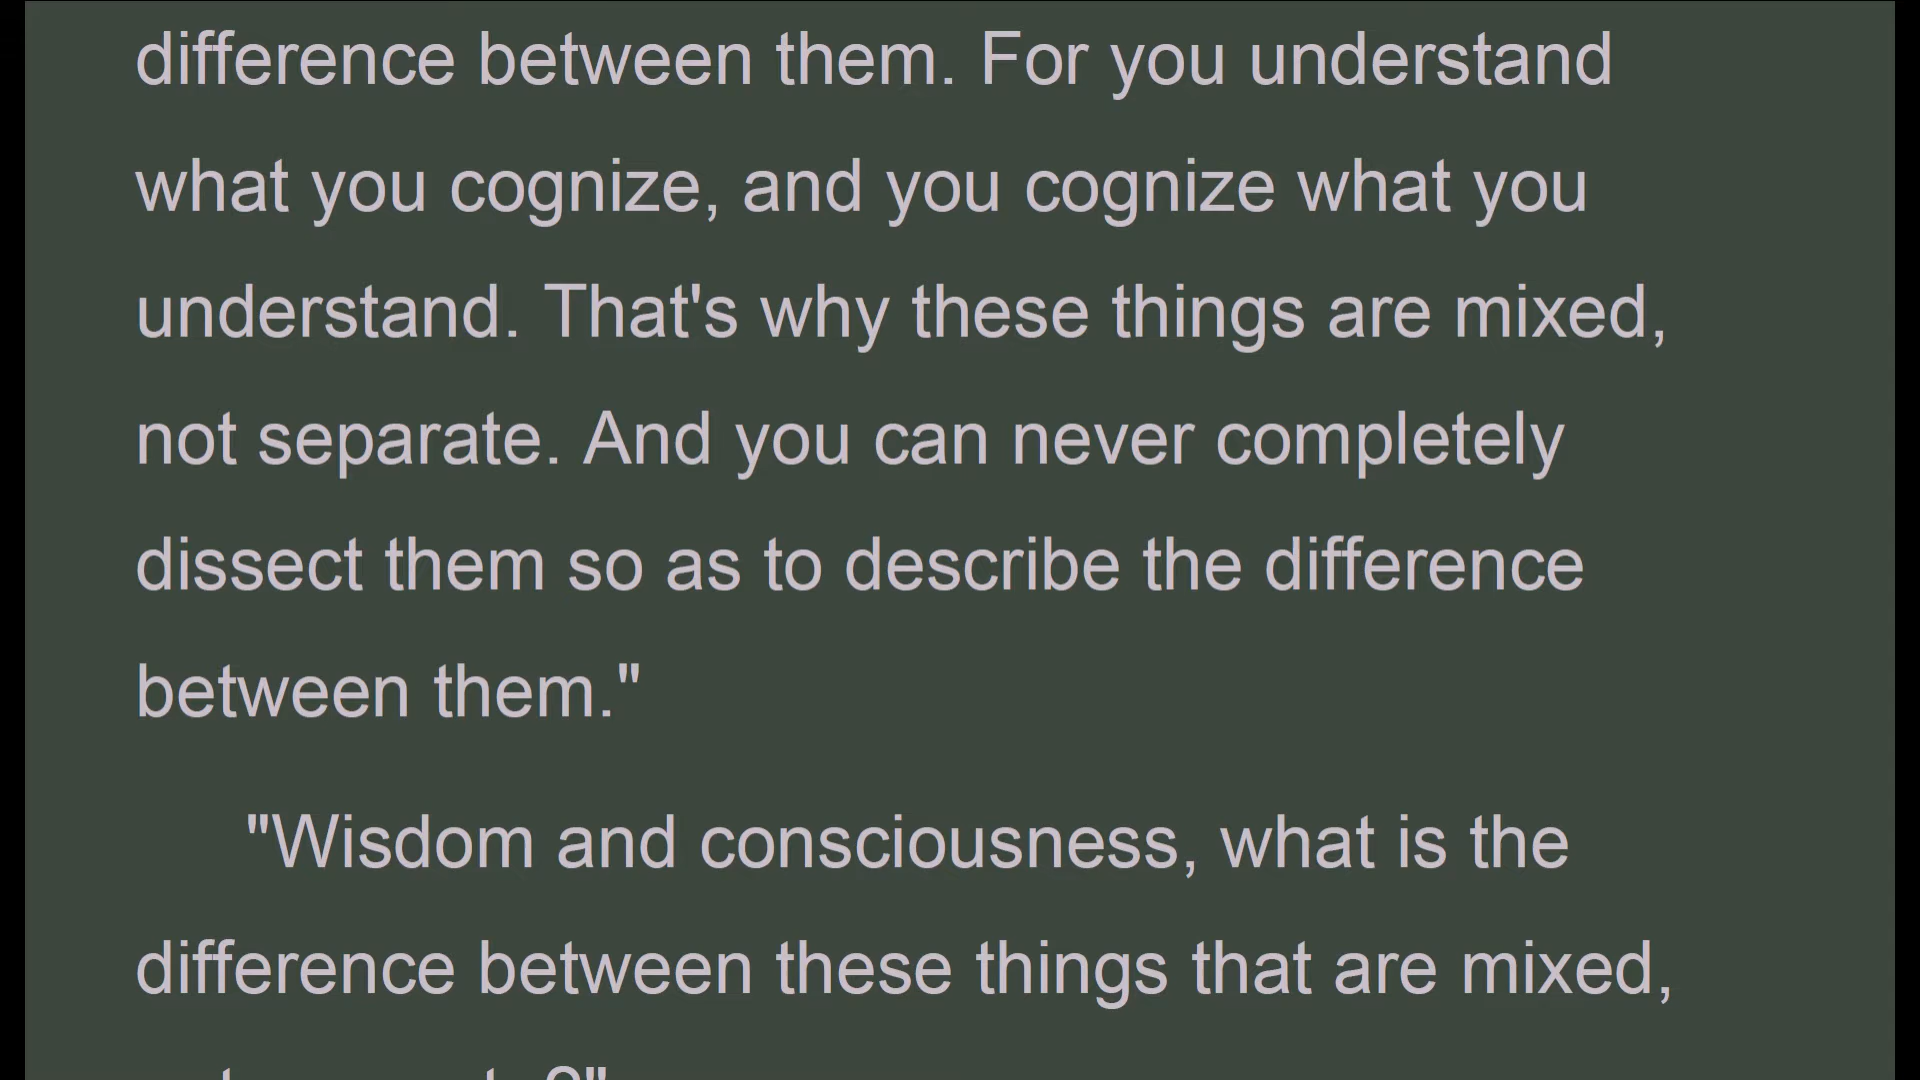 difference between them. For you understand
what you cognize, and you cognize what you
understand. That's why these things are mixed,
not separate. And you can never completely
dissect them so as to describe the difference
between them."
"Wisdom and consciousness, what is the
difference between these things that are mixed,